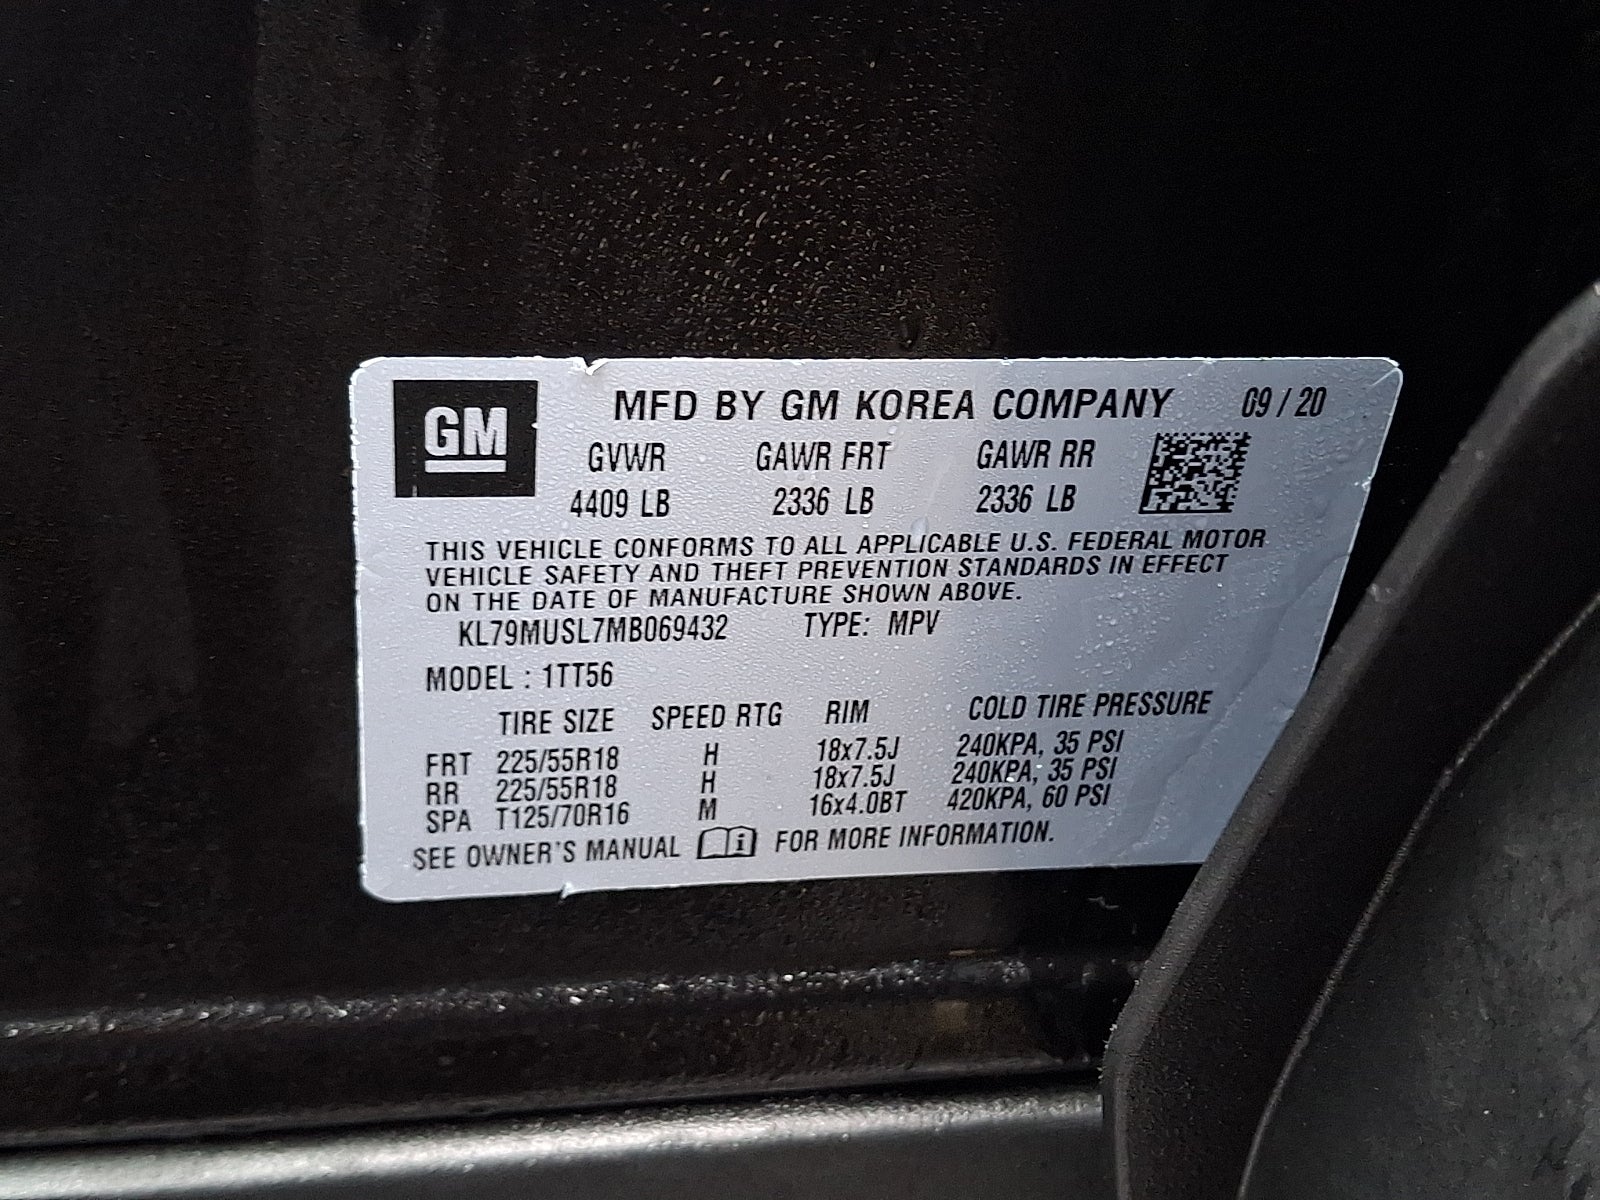 GM
MFD BY GM KOREA COMPANY 09 / 20
GVWR GAWR FRT GAWR RR
4409 LB 2336 LB 2336 LB
THIS VEHICLE CONFORMS TO ALL APPLICABLE U.S. FEDERAL MOTOR
VEHICLE SAFETY AND THEFT PREVENTION STANDARDS IN EFFECT
ON THE DATE OF MANUFACTURE SHOWN ABOVE.
KL79MUSL7MB069432 TYPE: MPV
MODEL : 1TT56
TIRE SIZE SPEED RTG RIM COLD TIRE PRESSURE
FRT 225/55R18 H 18x7.5J 240KPA, 35 PSI
RR 225/55R18 H 18x7.5J 240KPA, 35 PSI
SPA T125/70R16 M 16x4.0BT 420KPA, 60 PSI
SEE OWNER'S MANUAL i FOR MORE INFORMATION.